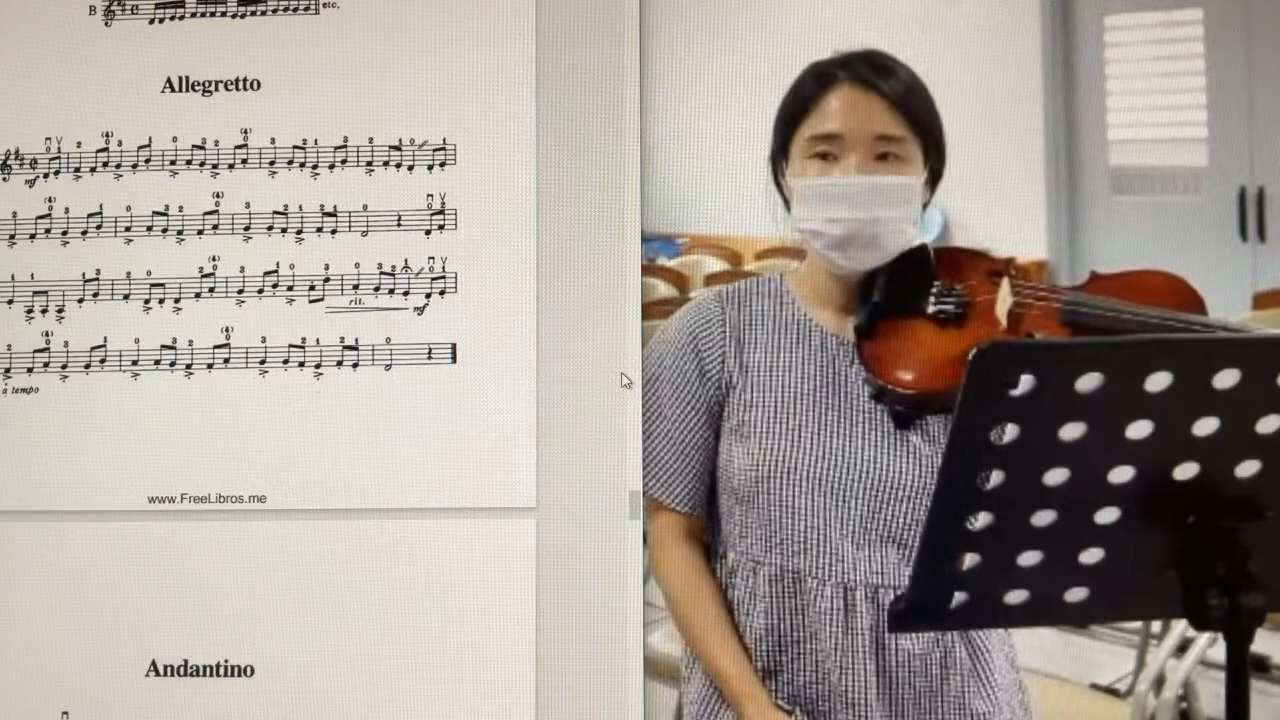 B etc.
Allegretto
mf
rit.
mf
a tempo
www.FreeLibros.me
Andantino